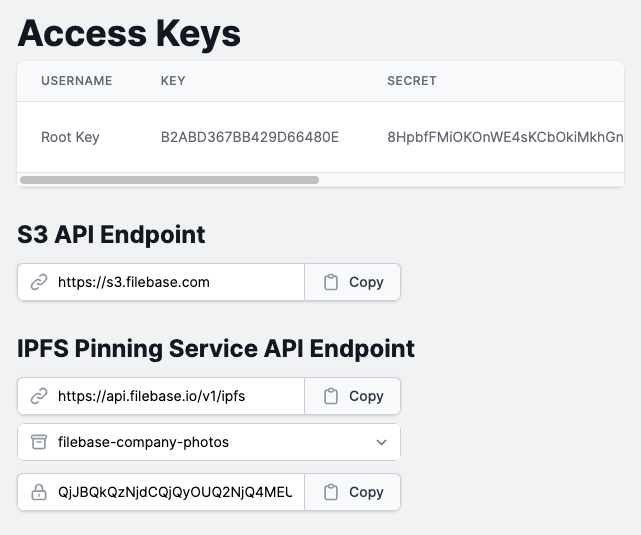 Access Keys
USERNAME KEY SECRET
Root Key B2ABD367BB429D66480E 8HpbfFMiOKOnWE4sKCbOkiMkhGn
S3 API Endpoint
https://s3.filebase.com Copy
IPFS Pinning Service API Endpoint
https://api.filebase.io/v1/ipfs Copy
filebase-company-photos
QjJBQkQzNjdCQjQyOUQ2NjQ4MEU Copy